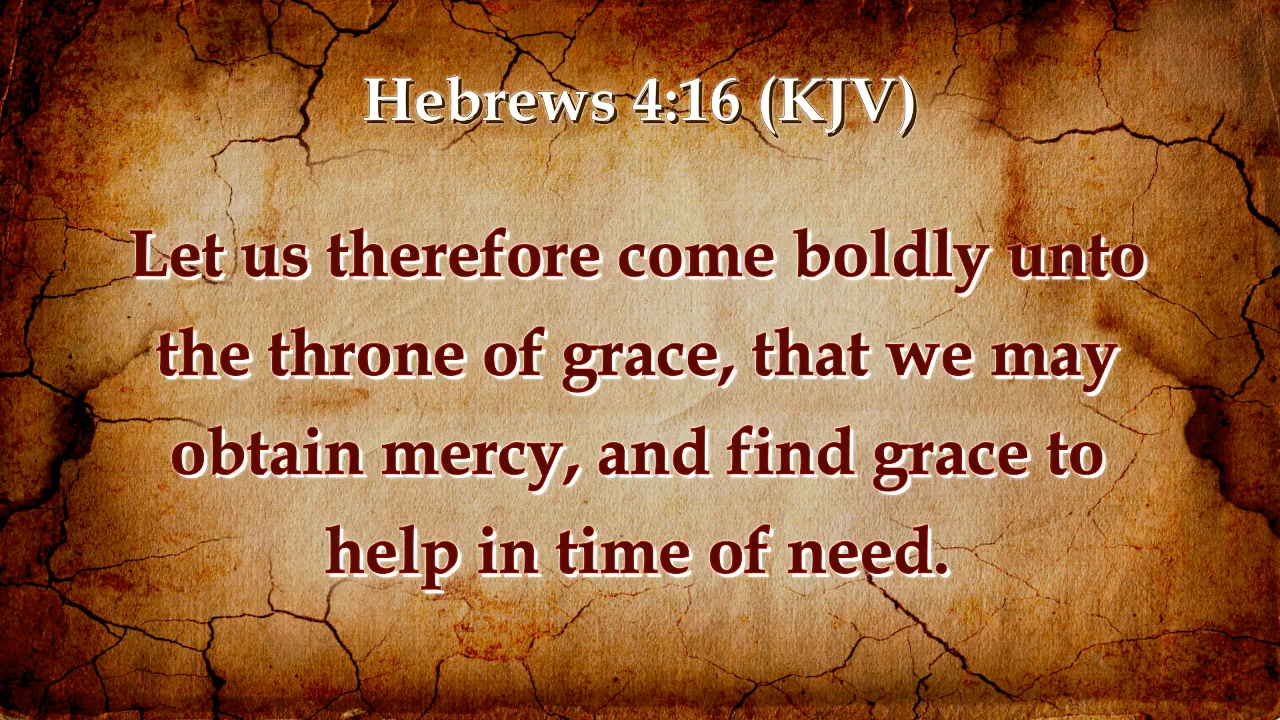 Hebrews 4:16 (KJV)
Let us therefore come boldly unto
the throne of grace, that we may
obtain mercy, and find grace to
help in time of need.